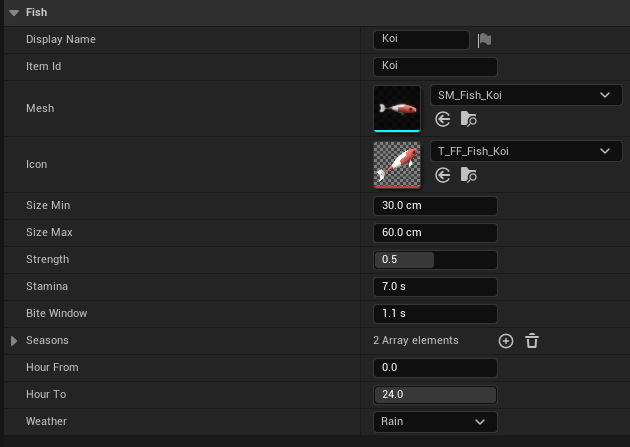 Fish
Display Name Koi
Item Id Koi
Mesh SM_Fish_Koi
Icon T_FF_Fish_Koi
Size Min 30.0 cm
Size Max 60.0 cm
Strength 0.5
Stamina 7.0 s
Bite Window 1.1 s
Seasons 2 Array elements
Hour From 0.0
Hour To 24.0
Weather Rain